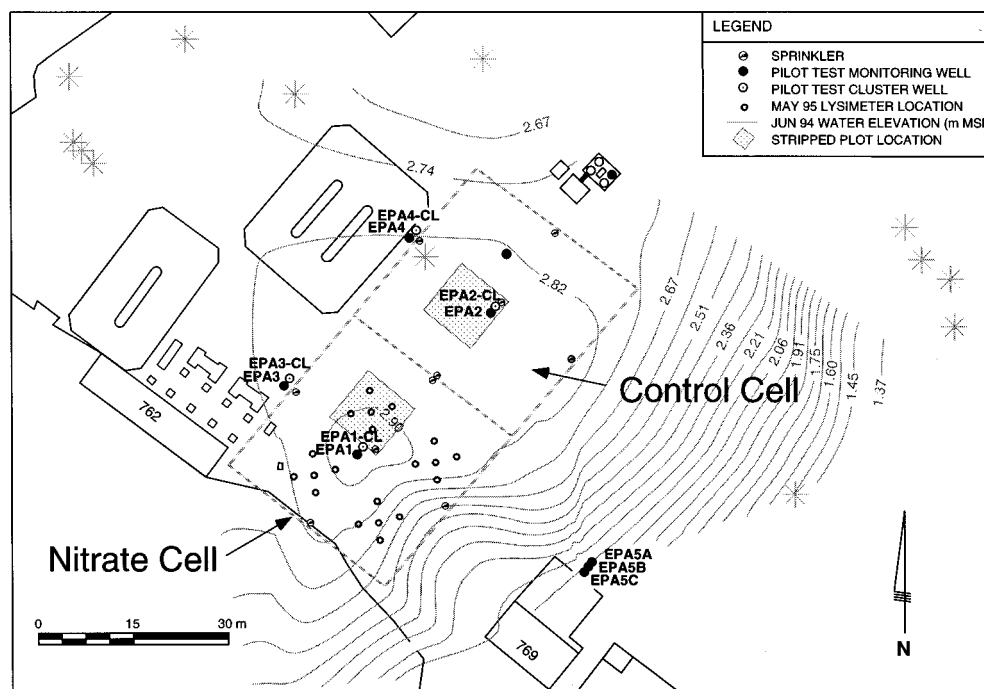 LEGEND
SPRINKLER
PILOT TEST MONITORING WELL
PILOT TEST CLUSTER WELL
MAY 95 LYSIMETER LOCATION
JUN 94 WATER ELEVATION (m MSL
STRIPPED PLOT LOCATION
2.67
2.74
EPA4-CL
EPA4
2.82
EPA2-CL
EPA2
2.67
2.51
2.36
2.21
2.06
1.91
1.75
1.60
1.45
1.37
EPA3-CL
EPA3
Control Cell
762
2.90
EPA1-CL
EPA1
Nitrate Cell
EPA5A
EPA5B
EPA5C
769
0 15 30 m
N